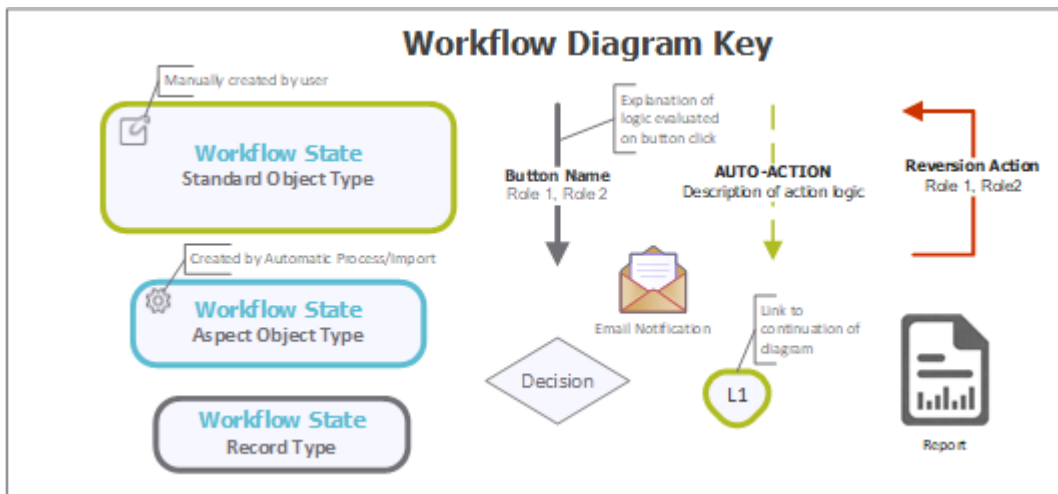 Workflow Diagram Key
Manually created by user
Workflow State
Standard Object Type
Created by Automatic Process/Import
Workflow State
Aspect Object Type
Workflow State
Record Type
Explanation of
logic evaluated
on button click
Button Name
Role 1, Role 2
Email Notification
Decision
AUTO-ACTION
Description of action logic
Link to
continuation of
diagram
L1
Reversion Action
Role 1, Role2
Report